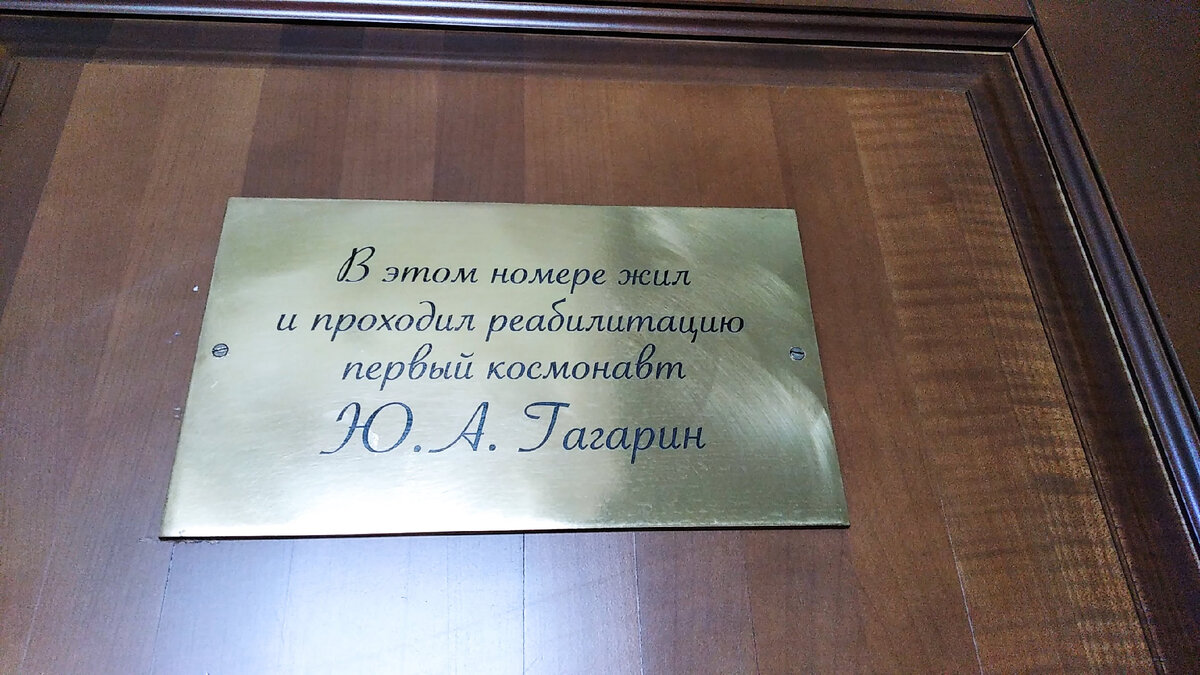 В этом номере жил
и проходил реабилитацию
первый космонавт
Ю. А. Гагарин